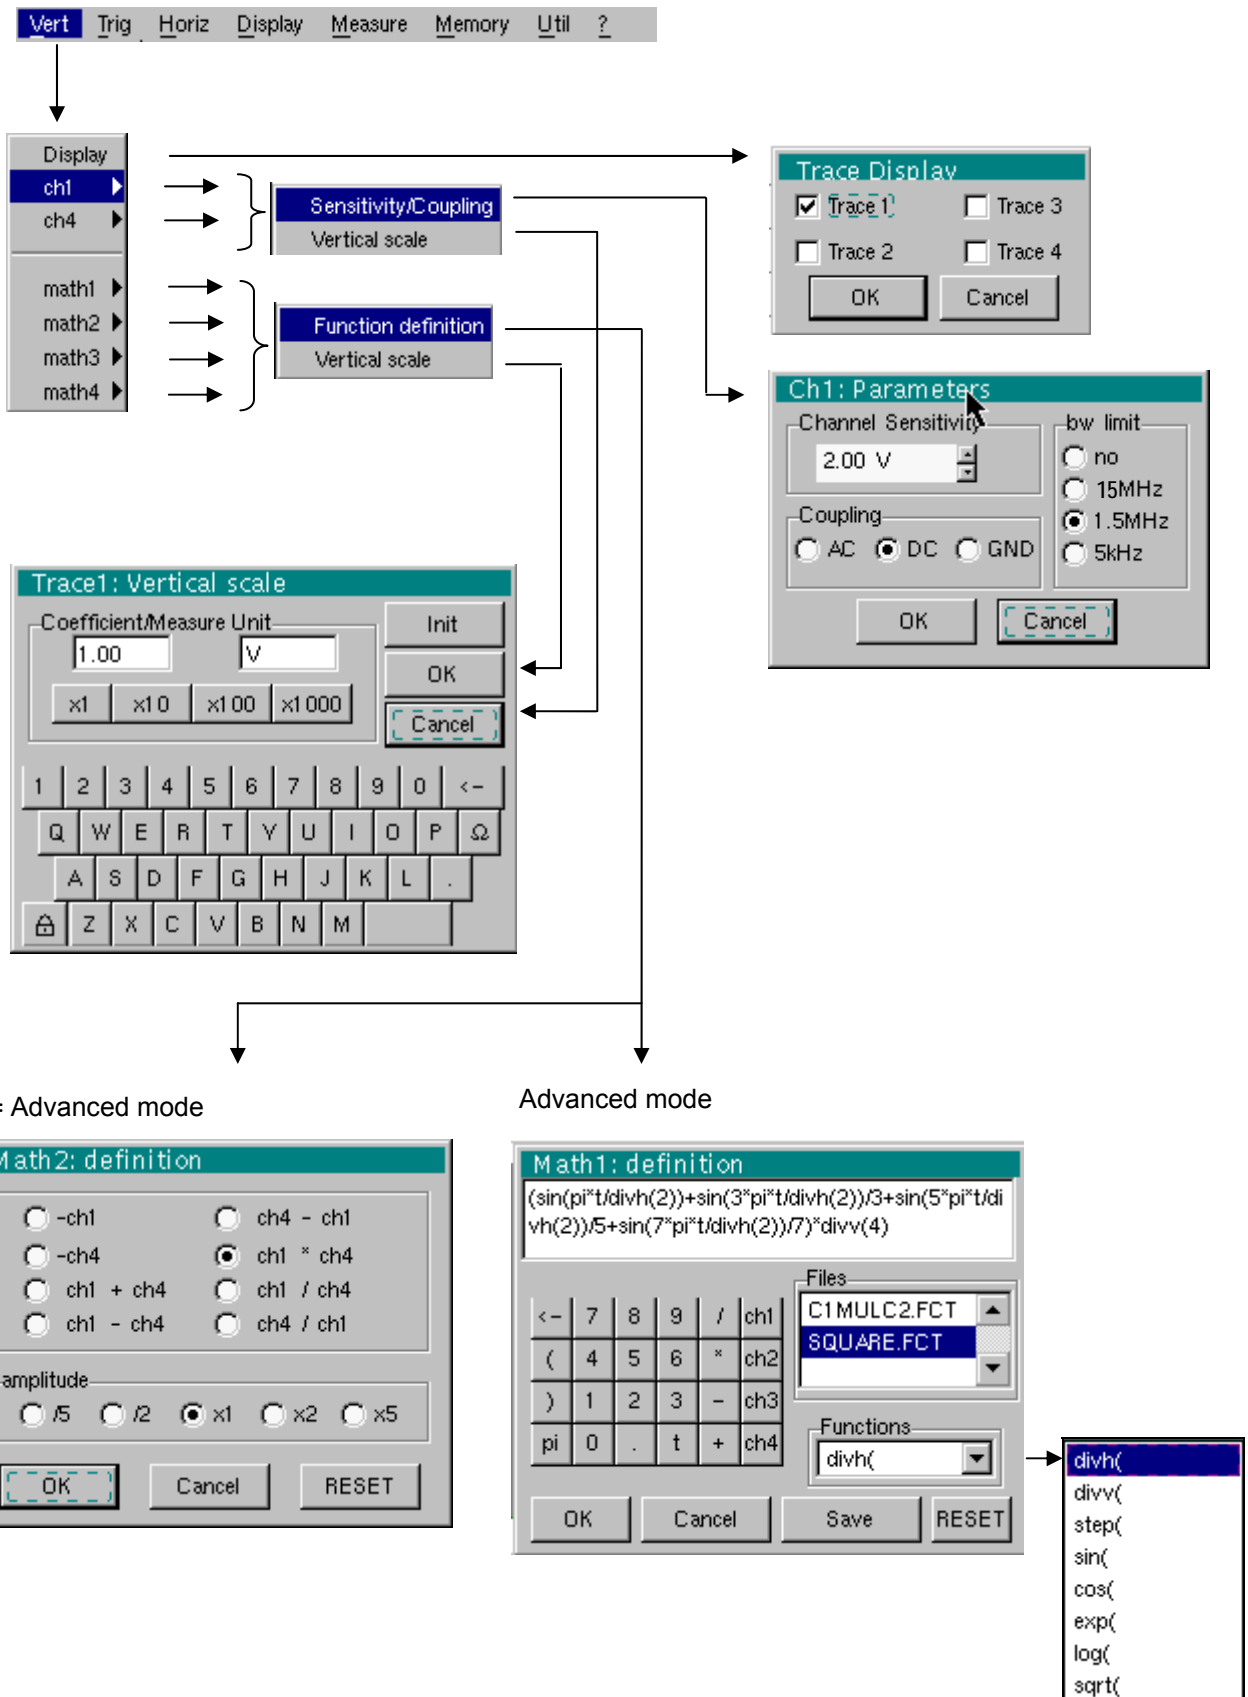 Vert Trig Horiz Display Measure Memory Util ?
Display
ch1
ch4
math1
math2
math3
math4
Sensitivity/Coupling
Vertical scale
Function definition
Vertical scale
Trace Display
Trace 1 Trace 3
Trace 2 Trace 4
OK Cancel
Ch1: Parameters
Channel Sensitivity
2.00 V
bw limit
no
15MHz
1.5MHz
5kHz
Coupling
AC DC GND
OK Cancel
Trace1: Vertical scale
Coefficient/Measure Unit
1.00 V
x1 x10 x100 x1000
Init
OK
Cancel
1 2 3 4 5 6 7 8 9 0 <-
Q W E R T Y U I O P Ω
A S D F G H J K L .
Z X C V B N M
Advanced mode
Math2: definition
-ch1 ch4 - ch1
-ch4 ch1 * ch4
ch1 + ch4 ch1 / ch4
ch1 - ch4 ch4 / ch1
amplitude
/5 /2 x1 x2 x5
OK Cancel RESET
Advanced mode
Math1: definition
(sin(pi*t/divh(2))+sin(3*pi*t/divh(2))/3+sin(5*pi*t/di
vh(2))/5+sin(7*pi*t/divh(2))/7)*divv(4)
<- 7 8 9 / ch1
( 4 5 6 * ch2
) 1 2 3 - ch3
pi 0 . t + ch4
Files
C1MULC2.FCT
SQUARE.FCT
Functions
divh(
OK Cancel Save RESET
divh(
divv(
step(
sin(
cos(
exp(
log(
sqrt(